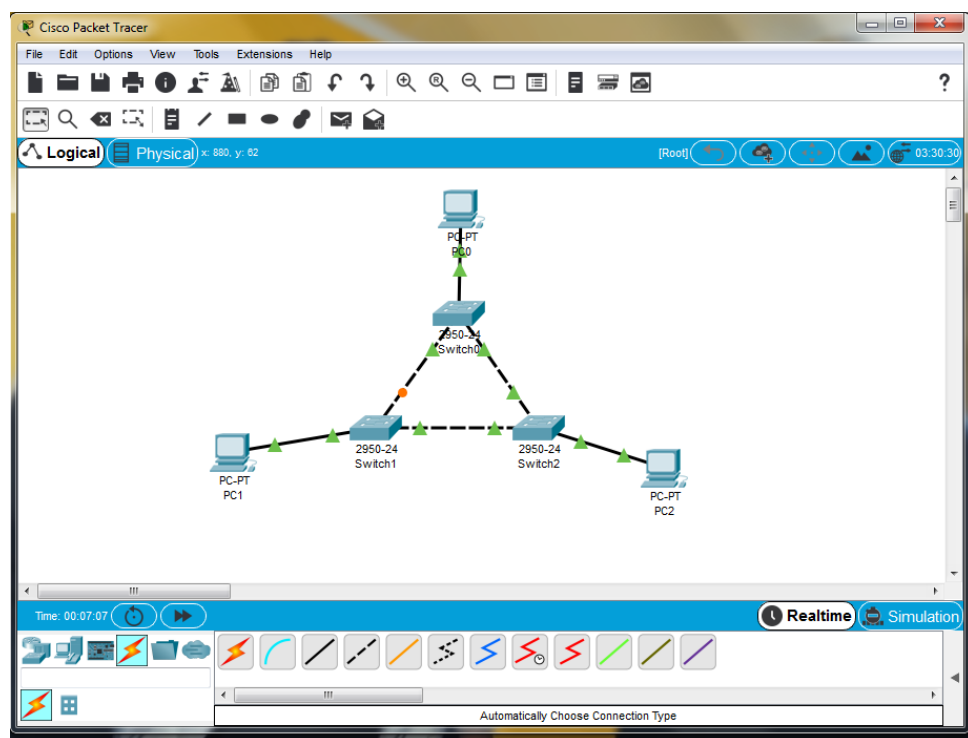 Cisco Packet Tracer
File Edit Options View Tools Extensions Help
?
Logical Physical x: 880, y: 62 [Root] 03:30:30
PC-PT
PC0
2950-24
Switch0
2950-24
Switch1
2950-24
Switch2
PC-PT
PC1
PC-PT
PC2
Time: 00:07:07 Realtime Simulation
Automatically Choose Connection Type